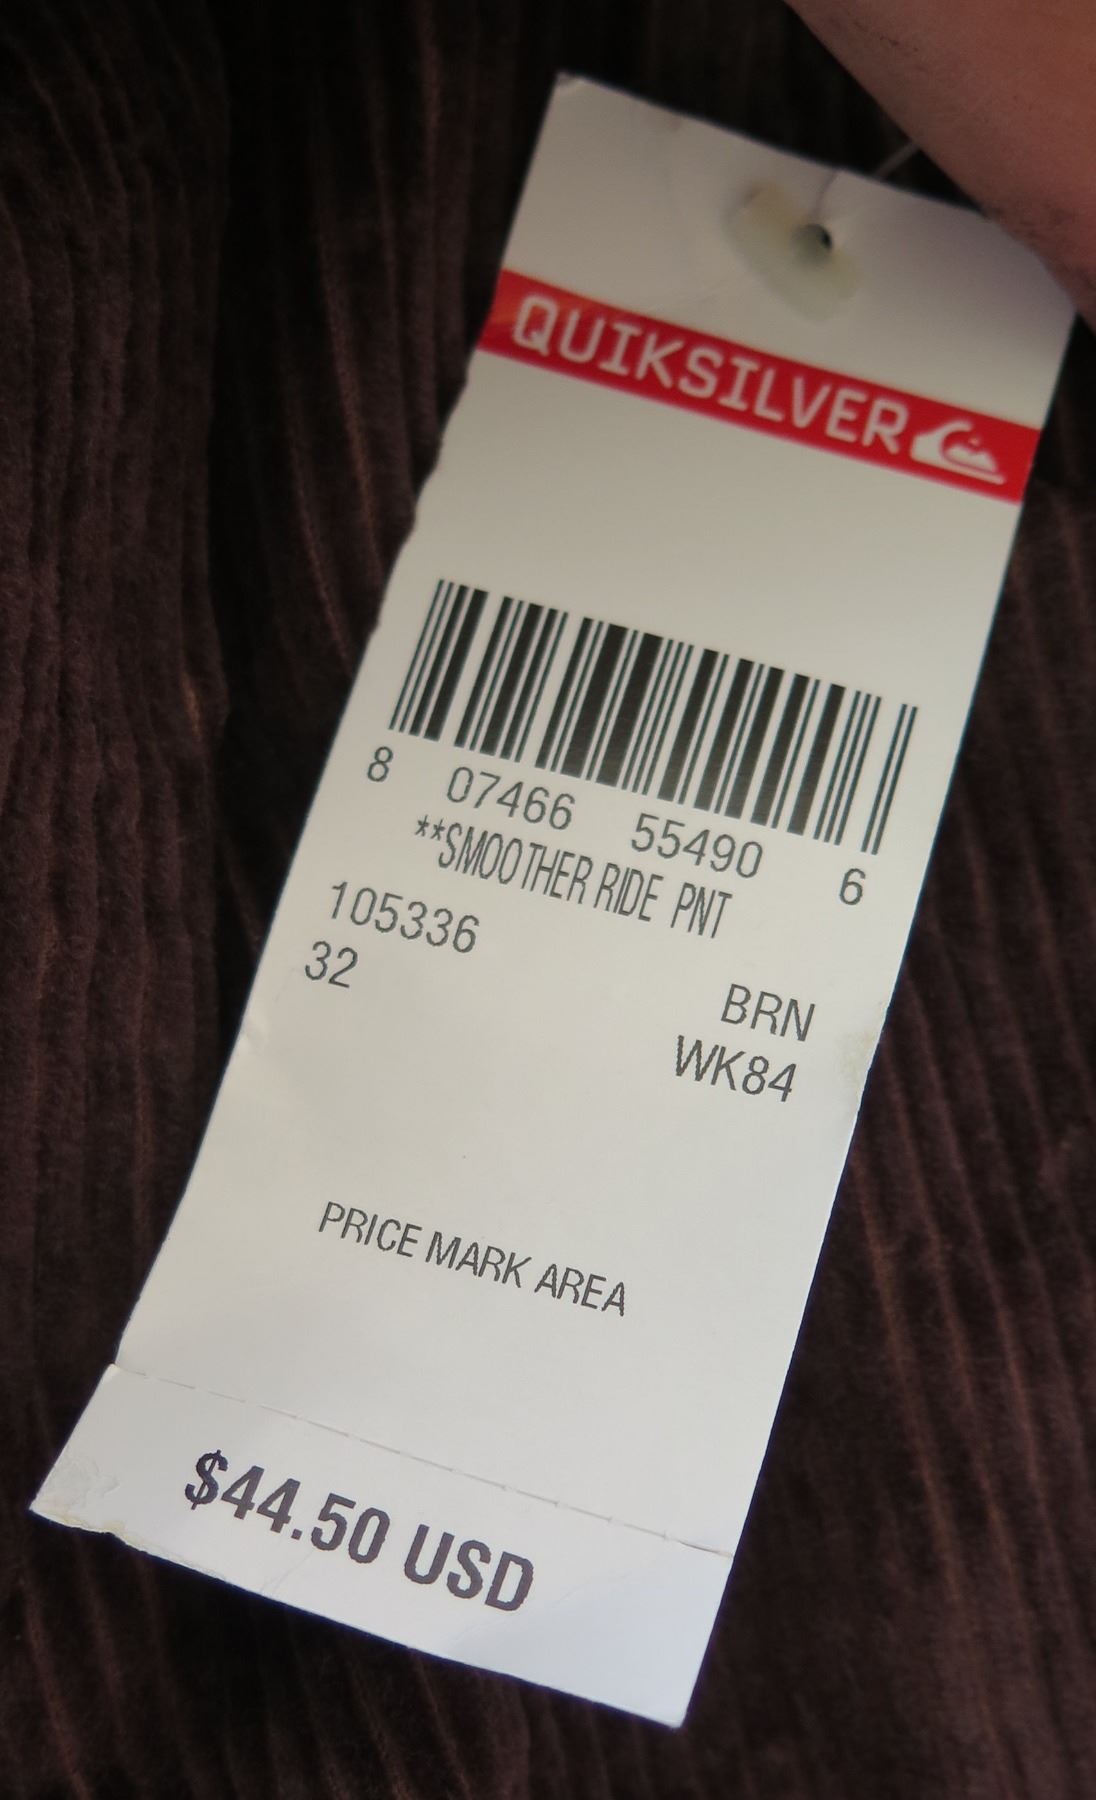 QUIKSILVER
8 07466 55490 6
**SMOOTHER RIDE PNT
105336
32
BRN
WK84
PRICE MARK AREA
$44.50 USD